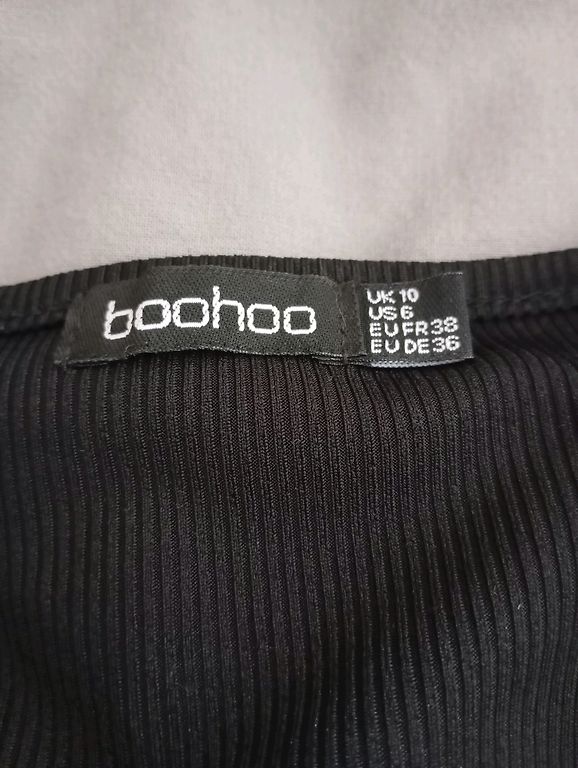 boohoo
UK 10
US 6
EU FR 38
EU DE 36